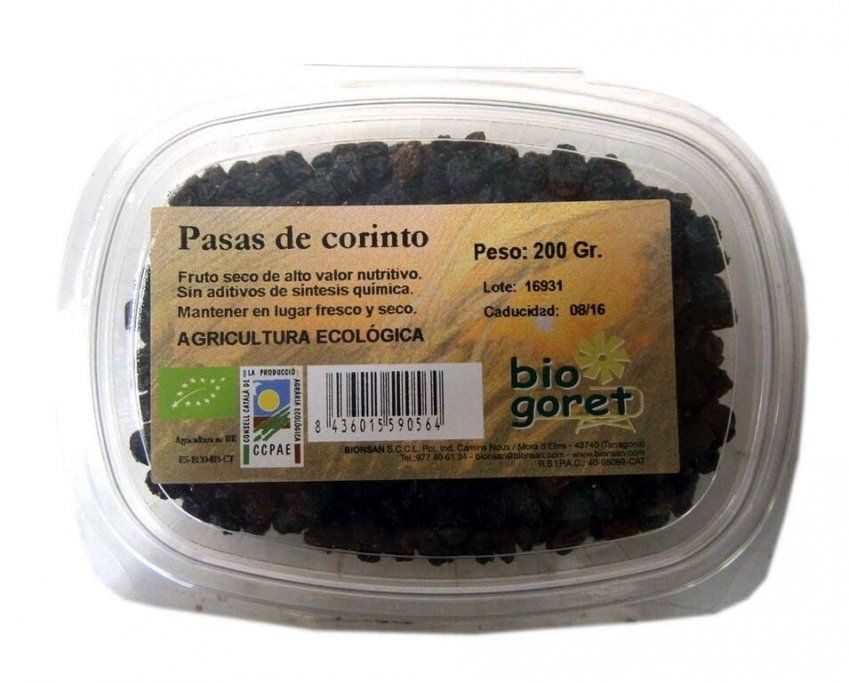 Pasas de corinto
Peso: 200 Gr.
Fruto seco de alto valor nutritivo.
Sin aditivos de síntesis química.
Mantener en lugar fresco y seco.
AGRICULTURA ECOLÓGICA
Lote: 16931
Caducidad: 08/16
bio
goret
CONSELL CATALÀ DE
LA PRODUCCIÓ
AGRÀRIA ECOLÒGICA
CCPAE
Agricultura no UE
ES-ECO-019-CT
8 436015 590564
BIONSAN S.C.C.L. Pol. Ind. Camins Nous / Mora d'Ebre - 43740 (Tarragona)
Tel.:977 40 61 34 - bionsan@bionsan.com - www.bionsan.com
R.S.I.P.A.C.: 40-05069-CAT